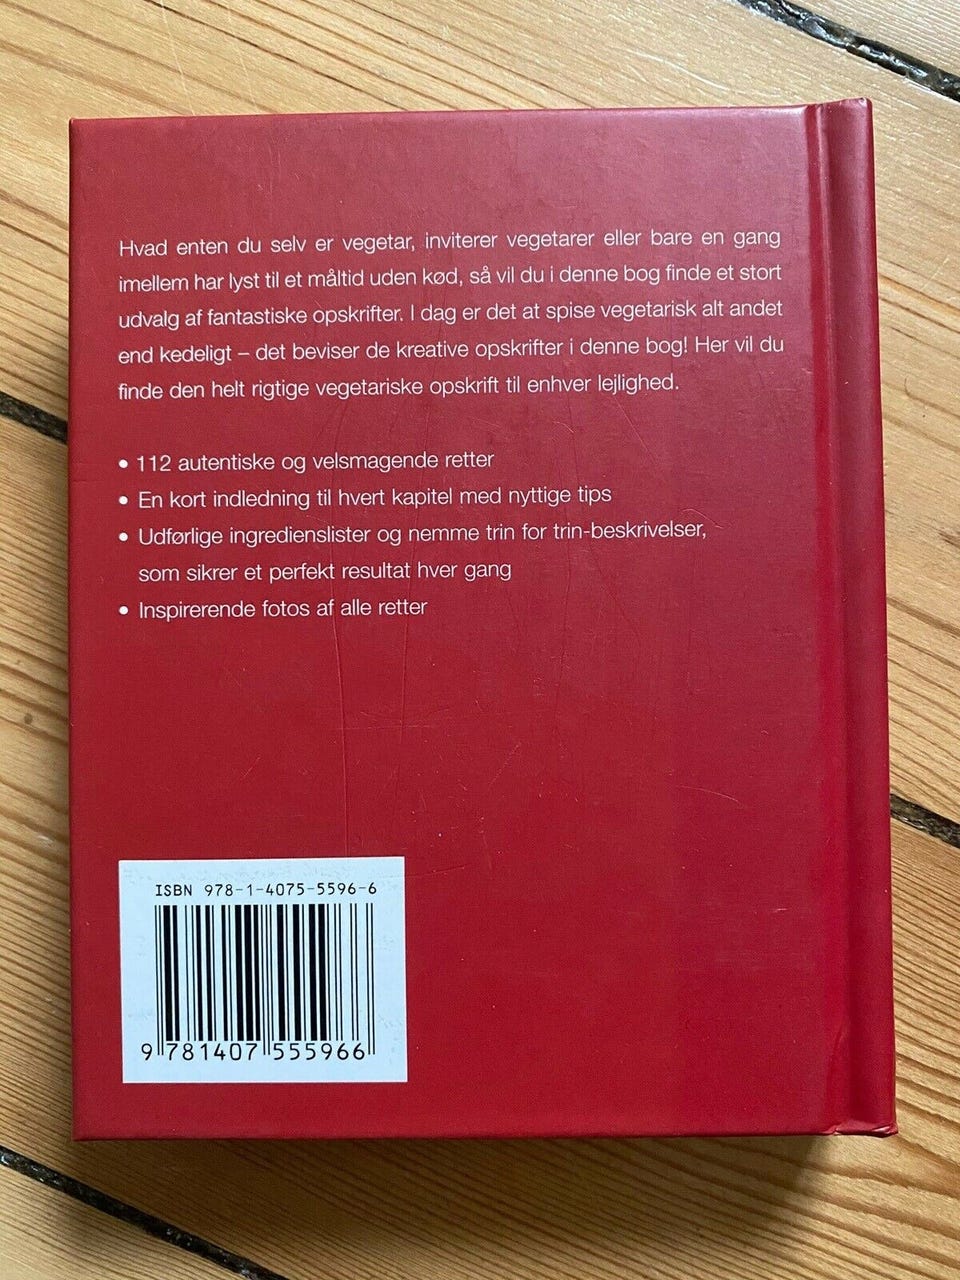 Hvad enten du selv er vegetar, inviterer vegetarer eller bare en gang
imellem har lyst til et måltid uden kød, så vil du i denne bog finde et stort
udvalg af fantastiske opskrifter. I dag er det at spise vegetarisk alt andet
end kedeligt – det beviser de kreative opskrifter i denne bog! Her vil du
finde den helt rigtige vegetariske opskrift til enhver lejlighed.
• 112 autentiske og velsmagende retter
• En kort indledning til hvert kapitel med nyttige tips
• Udførlige ingredienslister og nemme trin for trin-beskrivelser,
som sikrer et perfekt resultat hver gang
• Inspirerende fotos af alle retter
ISBN 978-1-4075-5596-6
9 781407 555966